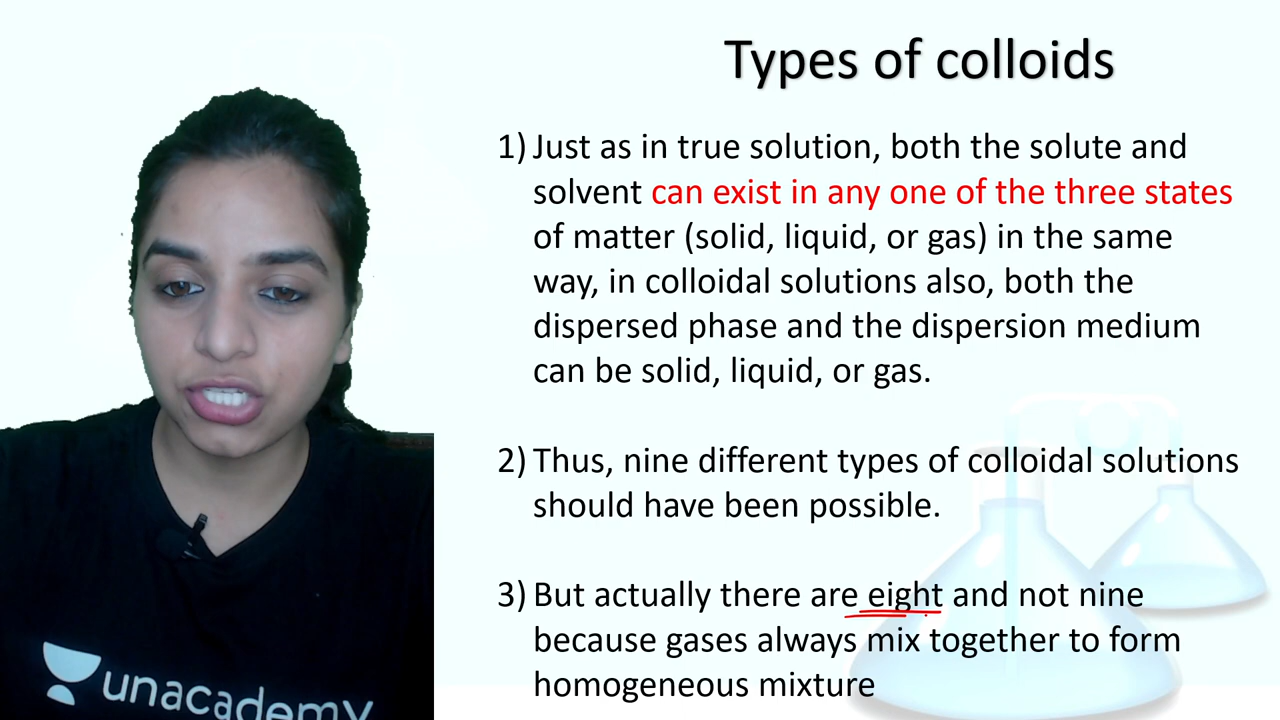 Types of colloids
1) Just as in true solution, both the solute and
solvent can exist in any one of the three states
of matter (solid, liquid, or gas) in the same
way, in colloidal solutions also, both the
dispersed phase and the dispersion medium
can be solid, liquid, or gas.
2) Thus, nine different types of colloidal solutions
should have been possible.
3) But actually there are eight and not nine
because gases always mix together to form
homogeneous mixture
unacademy